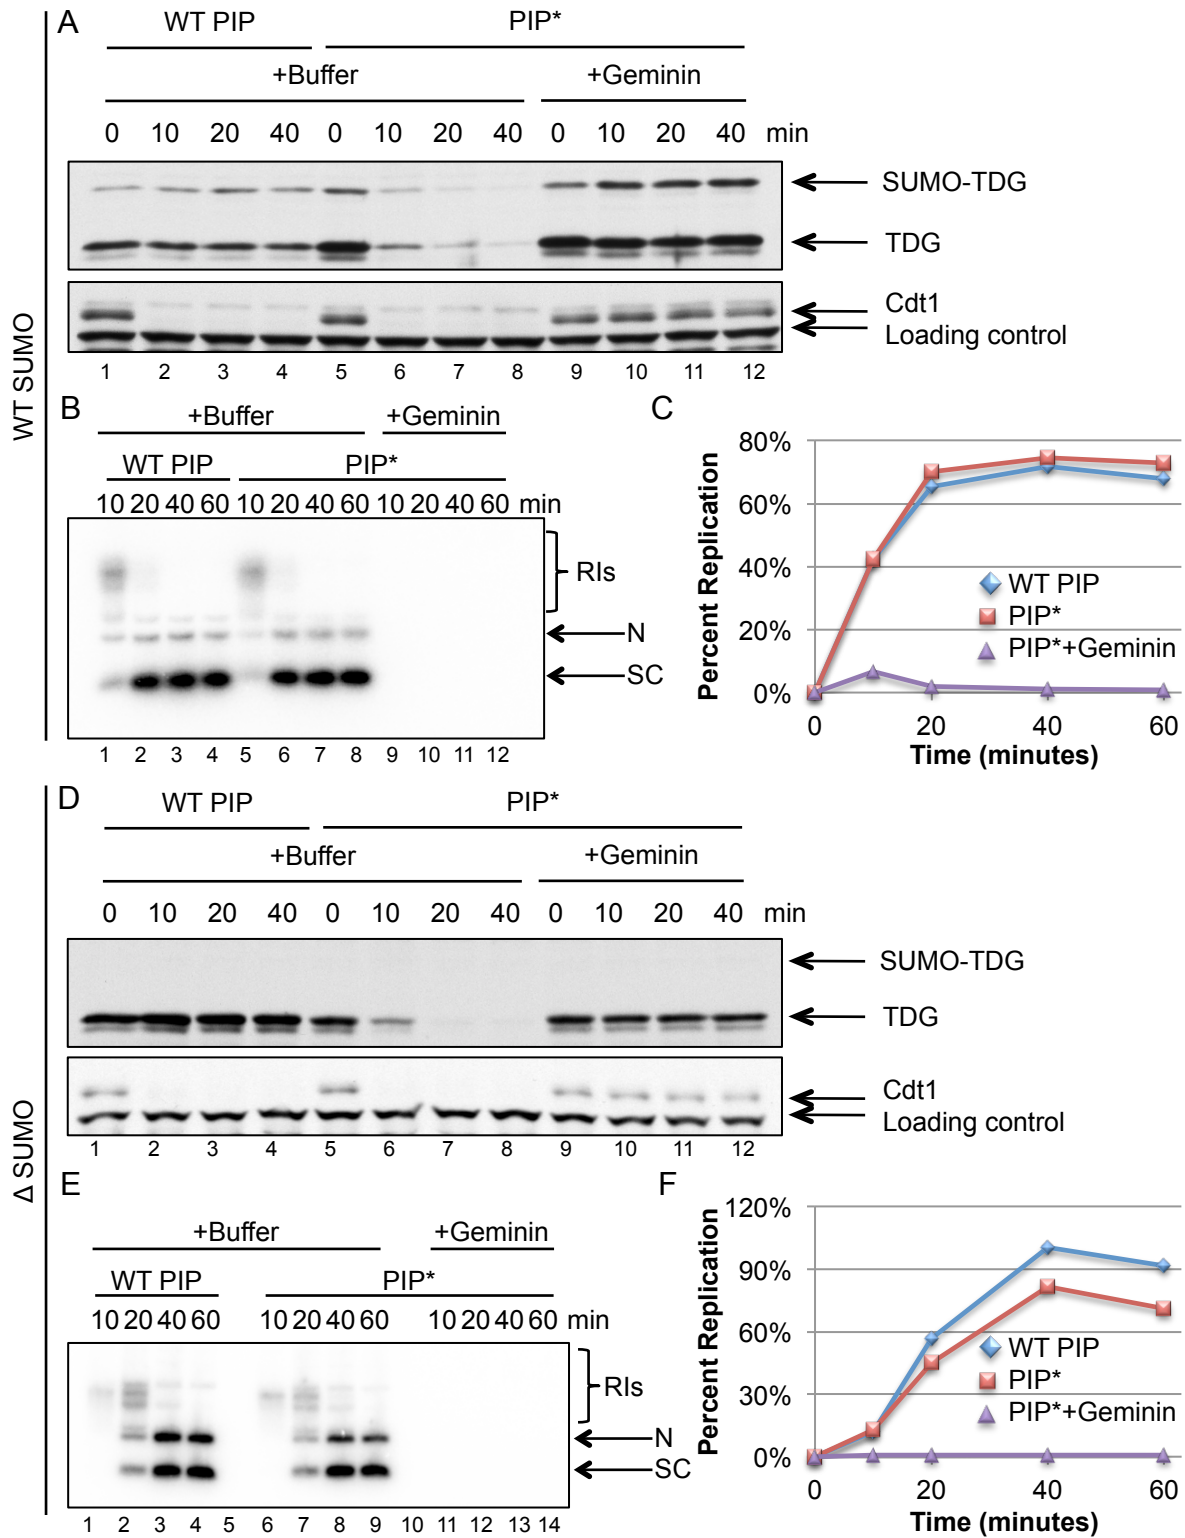 WT SUMO
A
WT PIP
PIP*
+Buffer
+Geminin
0 10 20 40 0 10 20 40 0 10 20 40 min
SUMO-TDG
TDG
Cdt1
Loading control
1 2 3 4 5 6 7 8 9 10 11 12
B
+Buffer
+Geminin
WT PIP
PIP*
10 20 40 60 10 20 40 60 10 20 40 60 min
RIs
N
SC
1 2 3 4 5 6 7 8 9 10 11 12
C
Percent Replication
80%
60%
40%
20%
0%
WT PIP
PIP*
PIP*+Geminin
0 20 40 60
Time (minutes)
Δ SUMO
D
WT PIP
PIP*
+Buffer
+Geminin
0 10 20 40 0 10 20 40 0 10 20 40 min
SUMO-TDG
TDG
Cdt1
Loading control
1 2 3 4 5 6 7 8 9 10 11 12
E
+Buffer
+Geminin
WT PIP
PIP*
10 20 40 60 10 20 40 60 10 20 40 60 min
RIs
N
SC
1 2 3 4 5 6 7 8 9 10 11 12 13 14
F
Percent Replication
120%
90%
60%
30%
0%
WT PIP
PIP*
PIP*+Geminin
0 20 40 60
Time (minutes)